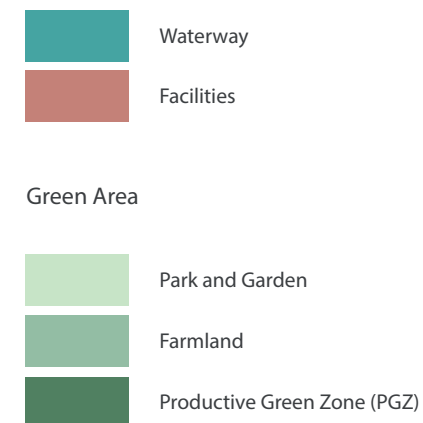 Waterway
Facilities
Green Area
Park and Garden
Farmland
Productive Green Zone (PGZ)